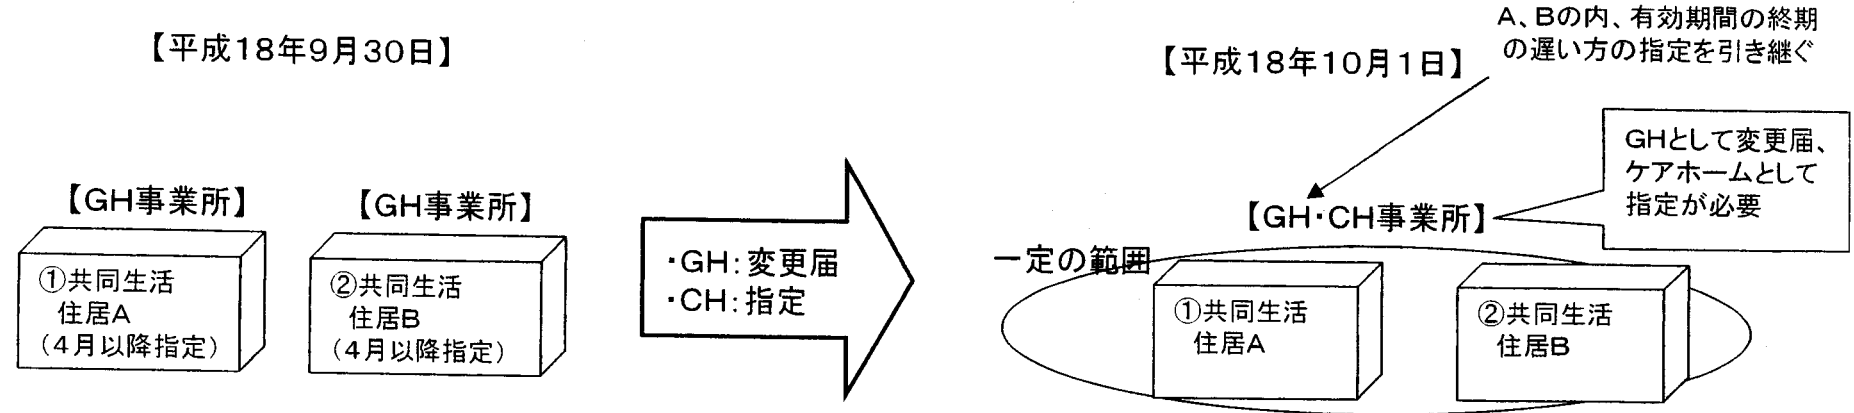 【平成18年9月30日】
【GH事業所】
【GH事業所】
①共同生活
住居A
(4月以降指定)
②共同生活
住居B
(4月以降指定)
・GH:変更届
・CH:指定
A、Bの内、有効期間の終期
の遅い方の指定を引き継ぐ
【平成18年10月1日】
GHとして変更届、
ケアホームとして
指定が必要
【GH・CH事業所】
一定の範囲
①共同生活
住居A
②共同生活
住居B